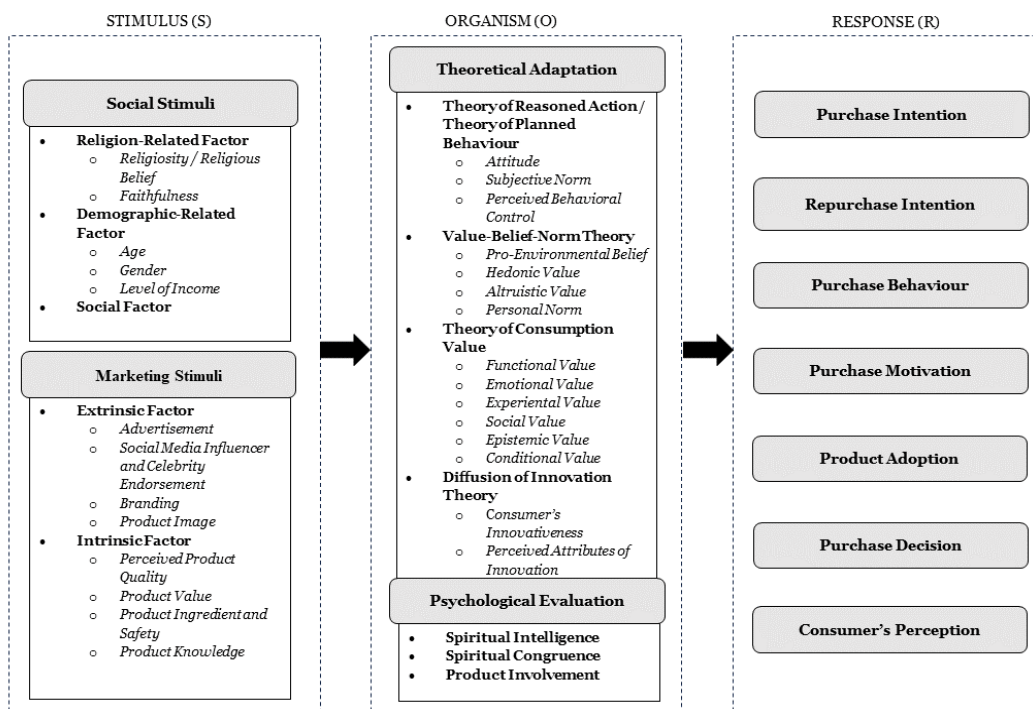 STIMULUS (S)
Social Stimuli
• Religion-Related Factor
o Religiosity / Religious
Belief
o Faithfulness
• Demographic-Related
Factor
o Age
o Gender
o Level of Income
• Social Factor
Marketing Stimuli
• Extrinsic Factor
o Advertisement
o Social Media Influencer
and Celebrity
Endorsement
o Branding
o Product Image
• Intrinsic Factor
o Perceived Product
Quality
o Product Value
o Product Ingredient and
Safety
o Product Knowledge
ORGANISM (O)
Theoretical Adaptation
• Theory of Reasoned Action /
Theory of Planned
Behaviour
o Attitude
o Subjective Norm
o Perceived Behavioral
Control
• Value-Belief-Norm Theory
o Pro-Environmental Belief
o Hedonic Value
o Altruistic Value
o Personal Norm
• Theory of Consumption
Value
o Functional Value
o Emotional Value
o Experiental Value
o Social Value
o Epistemic Value
o Conditional Value
• Diffusion of Innovation
Theory
o Consumer's
Innovativeness
o Perceived Attributes of
Innovation
Psychological Evaluation
• Spiritual Intelligence
• Spiritual Congruence
• Product Involvement
RESPONSE (R)
Purchase Intention
Repurchase Intention
Purchase Behaviour
Purchase Motivation
Product Adoption
Purchase Decision
Consumer's Perception